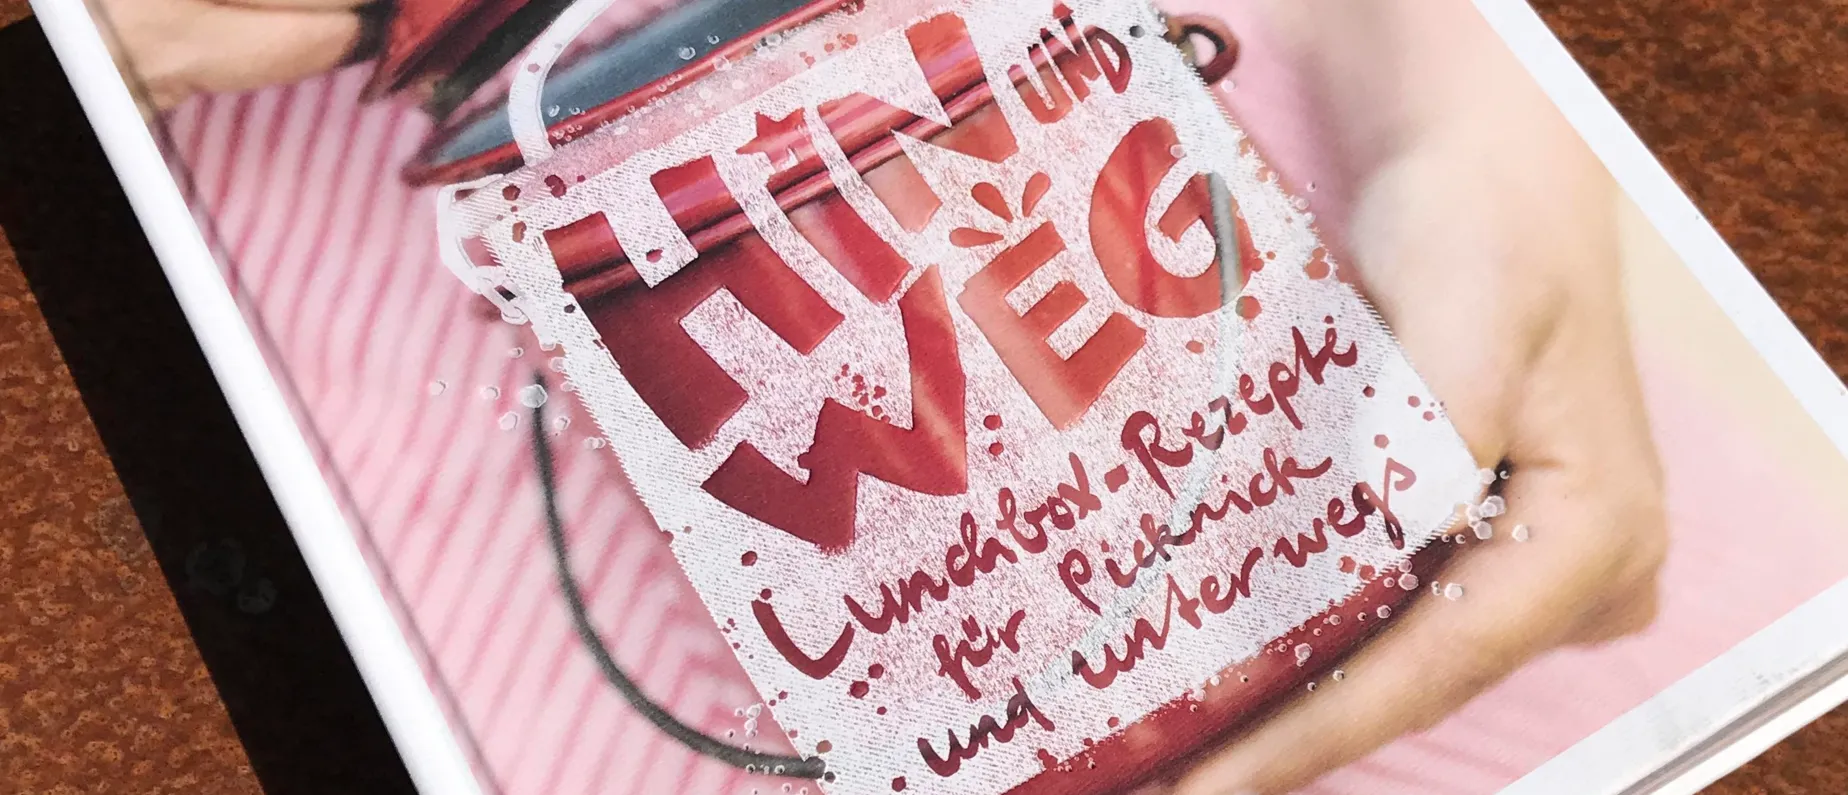 HIN UND
WEG
Lunchbox-Rezepte
für Picknick
und unterwegs